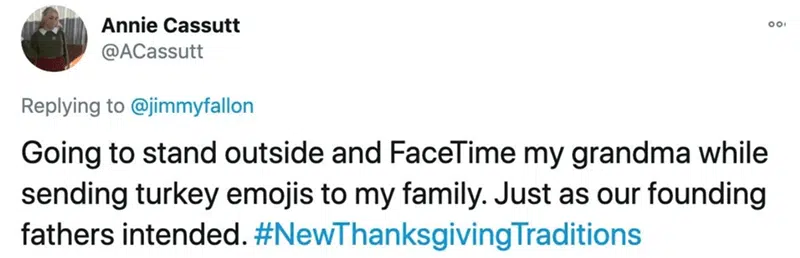 Annie Cassutt
@ACassutt
Replying to @jimmyfallon
Going to stand outside and FaceTime my grandma while
sending turkey emojis to my family. Just as our founding
fathers intended. #NewThanksgivingTraditions